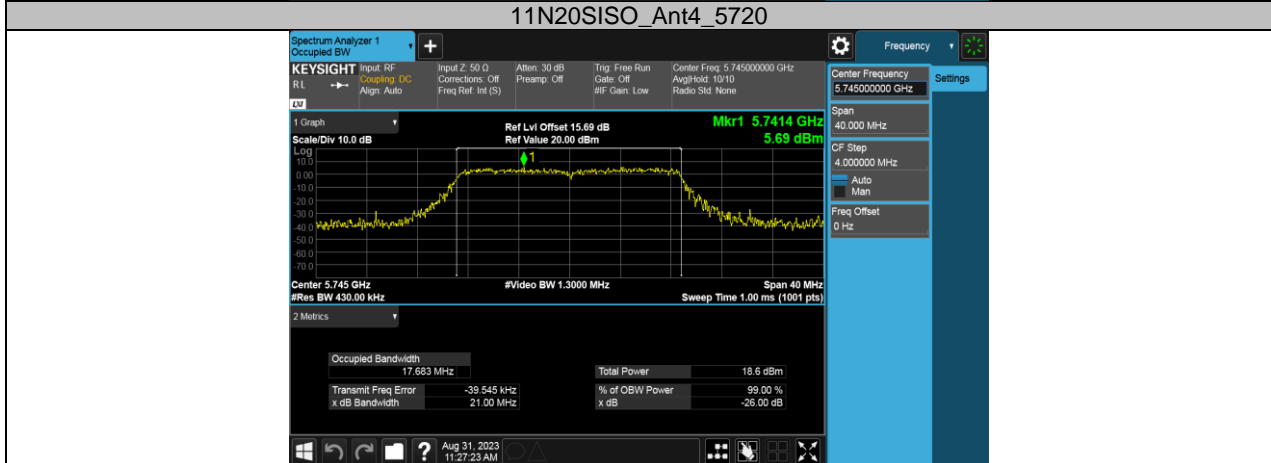 11N20SISO_Ant4_5720
Spectrum Analyzer 1
Occupied BW
+
Frequency
KEYSIGHT
RL
LXI
Input: RF
Coupling: DC
Align: Auto
Input Z: 50 Ω
Corrections: Off
Freq Ref: Int (S)
Atten: 30 dB
Preamp: Off
Trig: Free Run
Gate: Off
#IF Gain: Low
Center Freq: 5.745000000 GHz
Avg|Hold: 10/10
Radio Std: None
Center Frequency
5.745000000 GHz
Settings
Span
40.000 MHz
CF Step
4.000000 MHz
Auto
Man
Freq Offset
0 Hz
1 Graph
Scale/Div 10.0 dB
Ref Lvl Offset 15.69 dB
Ref Value 20.00 dBm
Mkr1 5.7414 GHz
5.69 dBm
Log
10.0
0.00
-10.0
-20.0
-30.0
-40.0
-50.0
-60.0
-70.0
1
Center 5.745 GHz
#Res BW 430.00 kHz
#Video BW 1.3000 MHz
Span 40 MHz
Sweep Time 1.00 ms (1001 pts)
2 Metrics
Occupied Bandwidth
17.683 MHz
Total Power 18.6 dBm
Transmit Freq Error -39.545 kHz
% of OBW Power 99.00 %
x dB Bandwidth 21.00 MHz
x dB -26.00 dB
?
Aug 31, 2023
11:27:23 AM